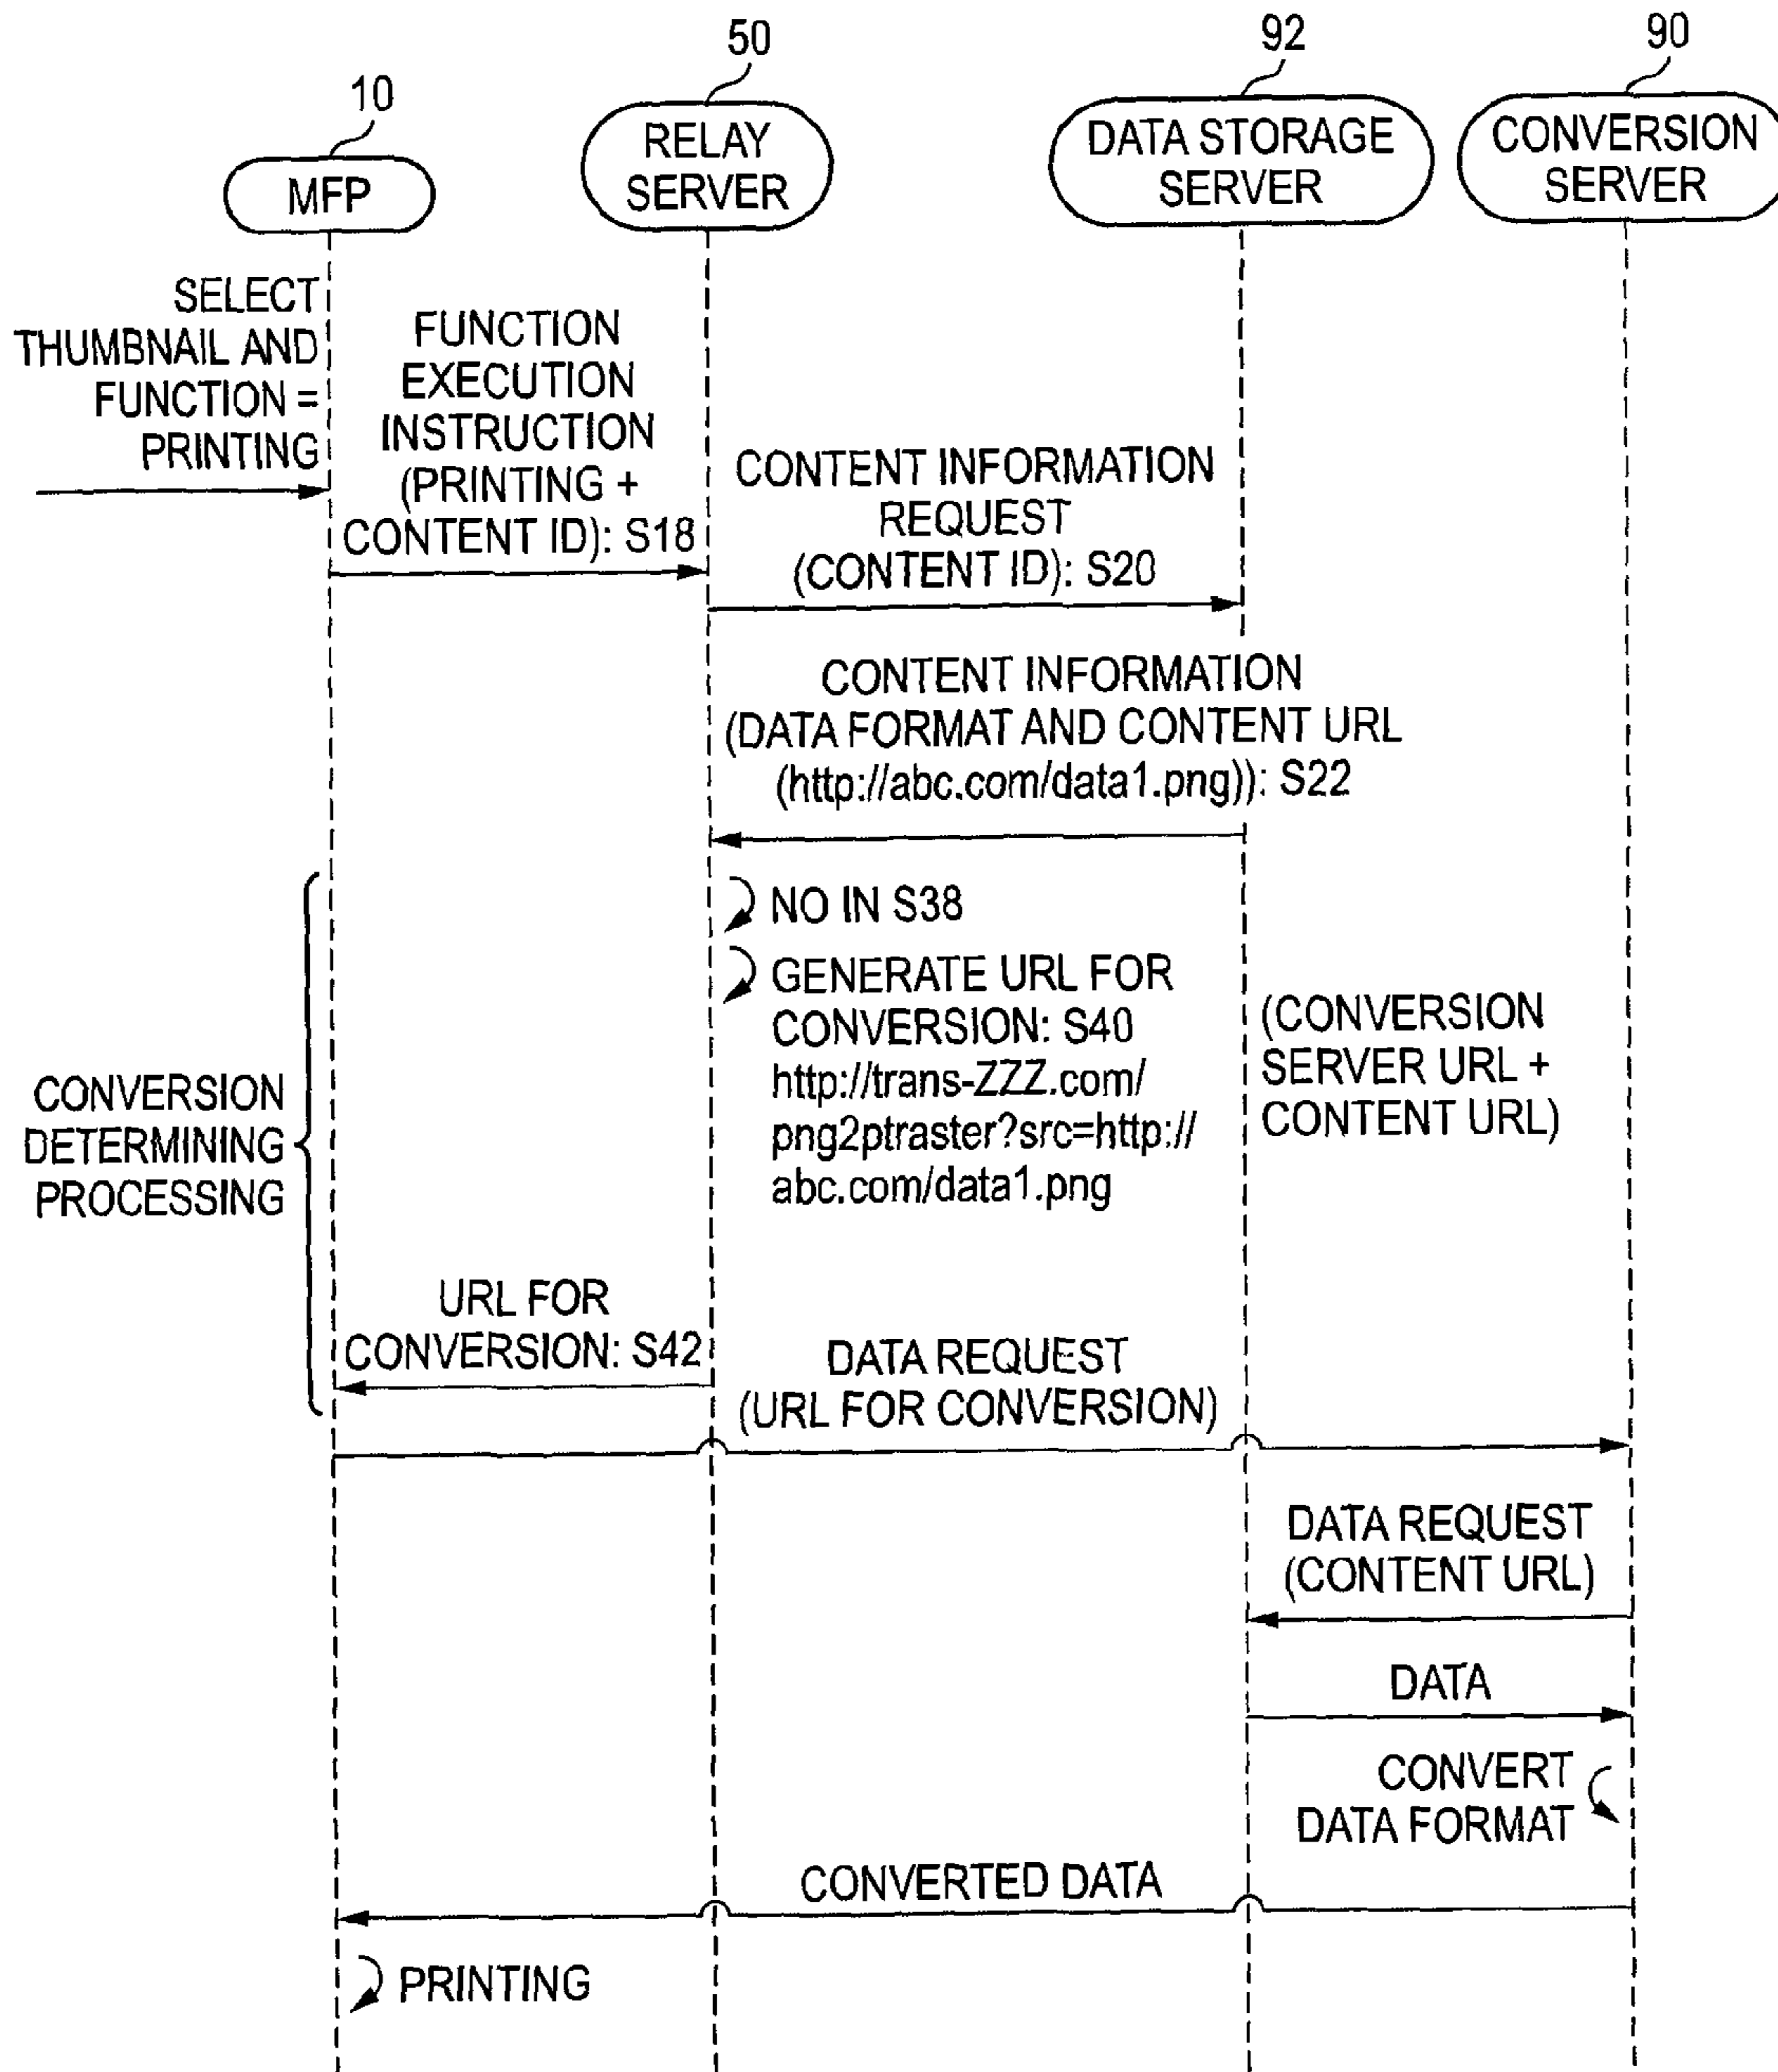 10
50
92
90
MFP
RELAY
SERVER
DATA STORAGE
SERVER
CONVERSION
SERVER
SELECT
THUMBNAIL AND
FUNCTION =
PRINTING
FUNCTION
EXECUTION
INSTRUCTION
(PRINTING +
CONTENT ID): S18
CONTENT INFORMATION
REQUEST
(CONTENT ID): S20
CONTENT INFORMATION
(DATA FORMAT AND CONTENT URL
(http://abc.com/data1.png)): S22
NO IN S38
GENERATE URL FOR
CONVERSION: S40
http://trans-ZZZ.com/
png2ptraster?src=http://
abc.com/data1.png
(CONVERSION
SERVER URL +
CONTENT URL)
CONVERSION
DETERMINING
PROCESSING
URL FOR
CONVERSION: S42
DATA REQUEST
(URL FOR CONVERSION)
DATA REQUEST
(CONTENT URL)
DATA
CONVERT
DATA FORMAT
CONVERTED DATA
PRINTING